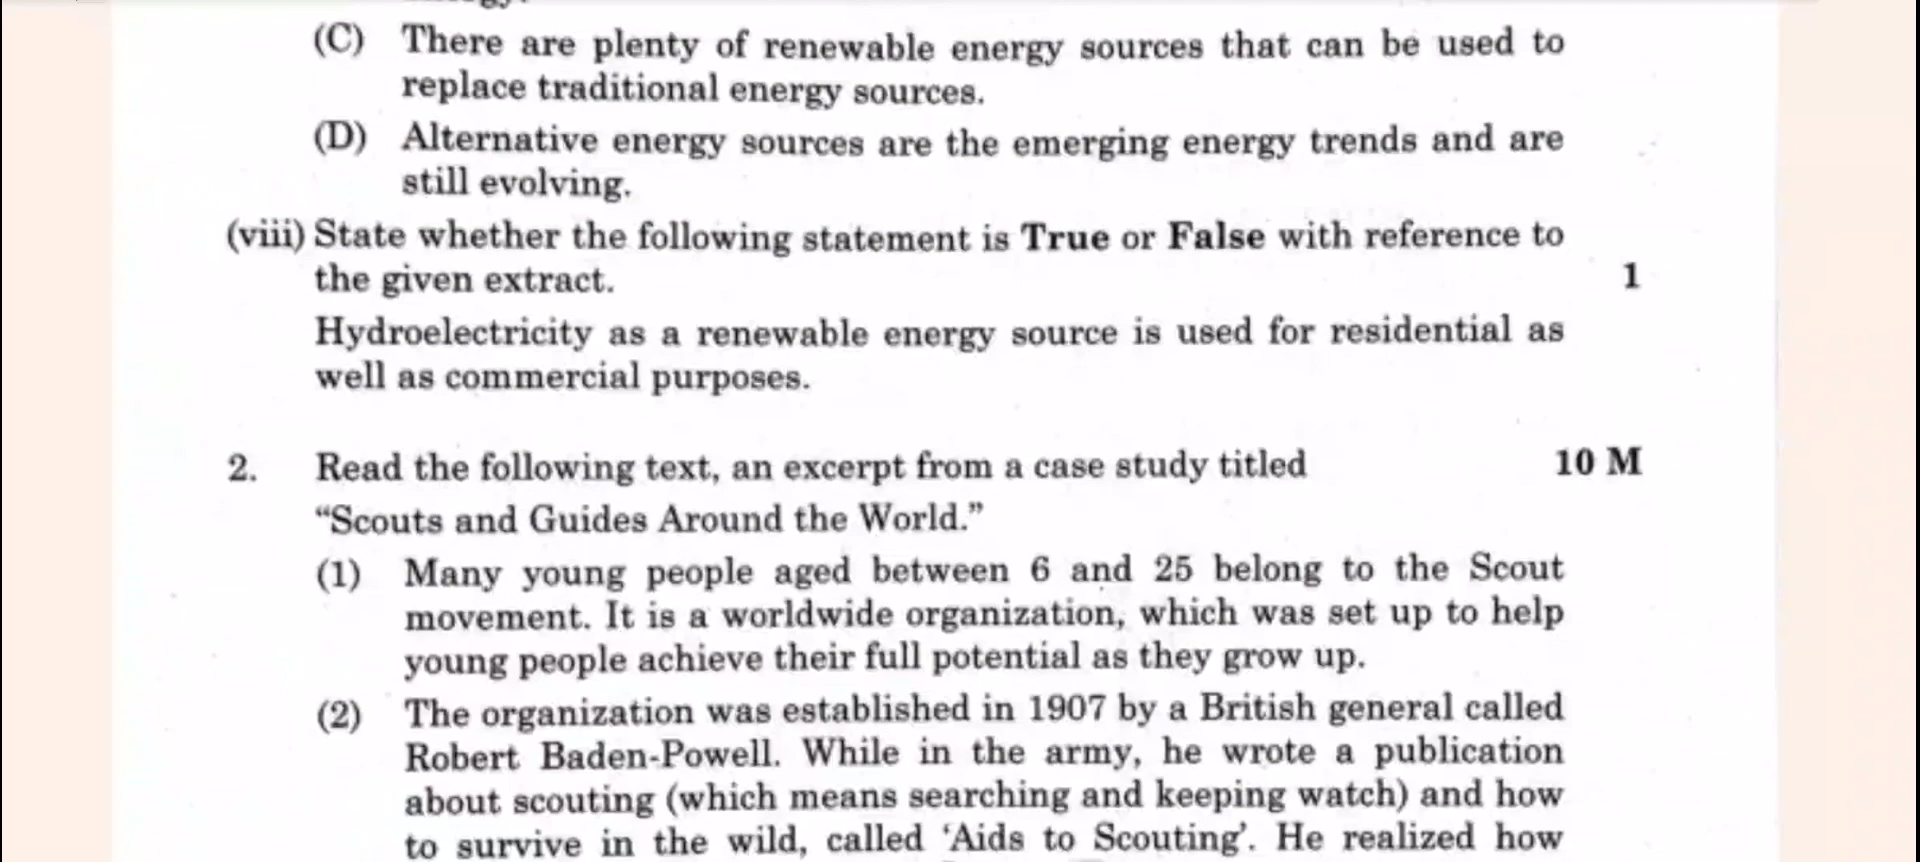 (C) There are plenty of renewable energy sources that can be used to
replace traditional energy sources.
(D) Alternative energy sources are the emerging energy trends and are
still evolving.
(viii) State whether the following statement is True or False with reference to
the given extract. 1
Hydroelectricity as a renewable energy source is used for residential as
well as commercial purposes.
2. Read the following text, an excerpt from a case study titled 10 M
“Scouts and Guides Around the World.”
(1) Many young people aged between 6 and 25 belong to the Scout
movement. It is a worldwide organization, which was set up to help
young people achieve their full potential as they grow up.
(2) The organization was established in 1907 by a British general called
Robert Baden-Powell. While in the army, he wrote a publication
about scouting (which means searching and keeping watch) and how
to survive in the wild, called ‘Aids to Scouting’. He realized how